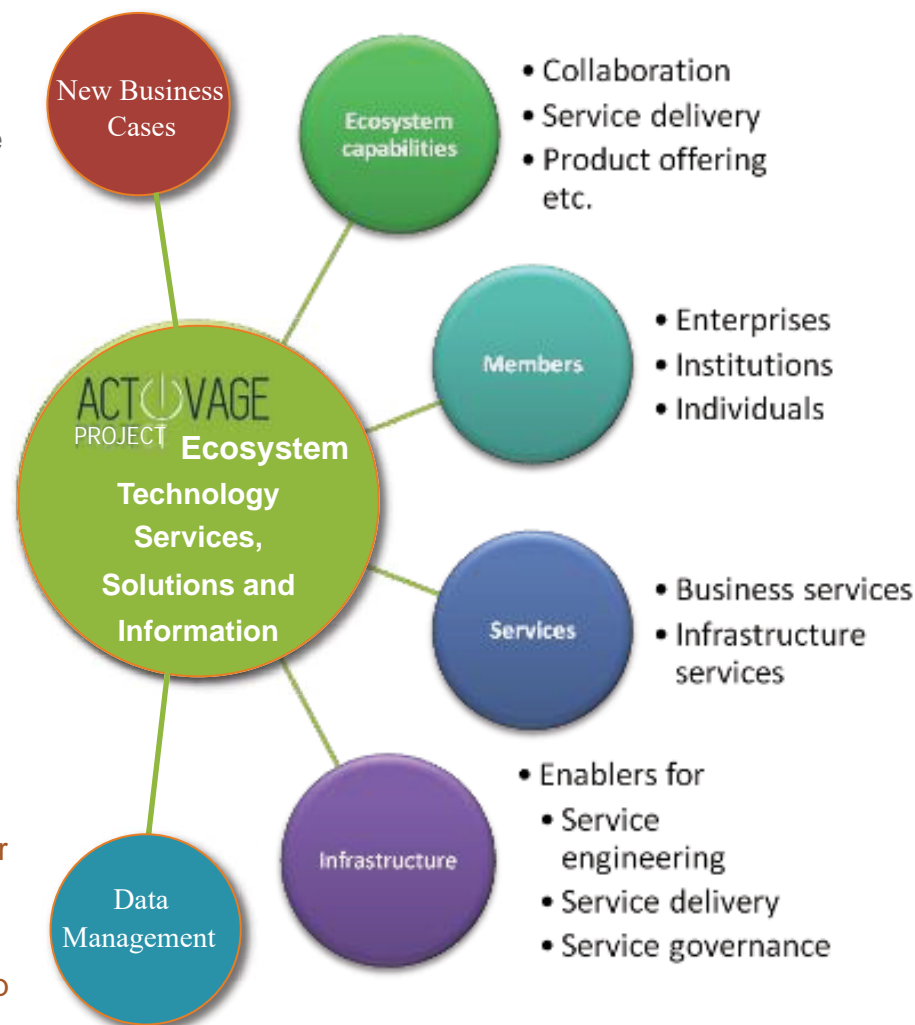 New Business
Cases
Ecosystem
capabilities
• Collaboration
• Service delivery
• Product offering
etc.
Members
• Enterprises
• Institutions
• Individuals
ACTIVAGE
PROJECT
Ecosystem
Technology
Services,
Solutions and
Information
Services
• Business services
• Infrastructure
services
Infrastructure
• Enablers for
• Service
engineering
• Service delivery
• Service governance
Data
Management